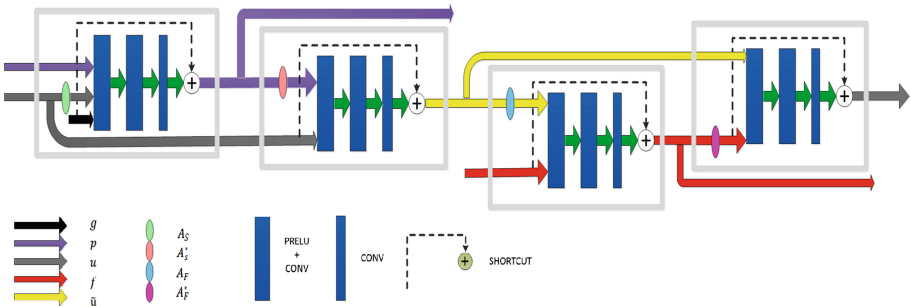 +
+
+
+
g
p
u
f
ũ
A_S
A_s^*
A_F
A_F^*
PRELU
+
CONV
CONV
+
SHORTCUT